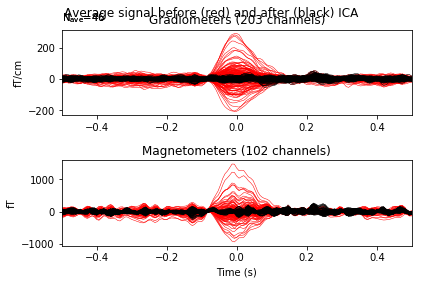 Average signal before (red) and after (black) ICA
Nave=46
Gradiometers (203 channels)
200
0
−200
fT/cm
−0.4 −0.2 0.0 0.2 0.4
Magnetometers (102 channels)
1000
0
−1000
fT
−0.4 −0.2 0.0 0.2 0.4
Time (s)